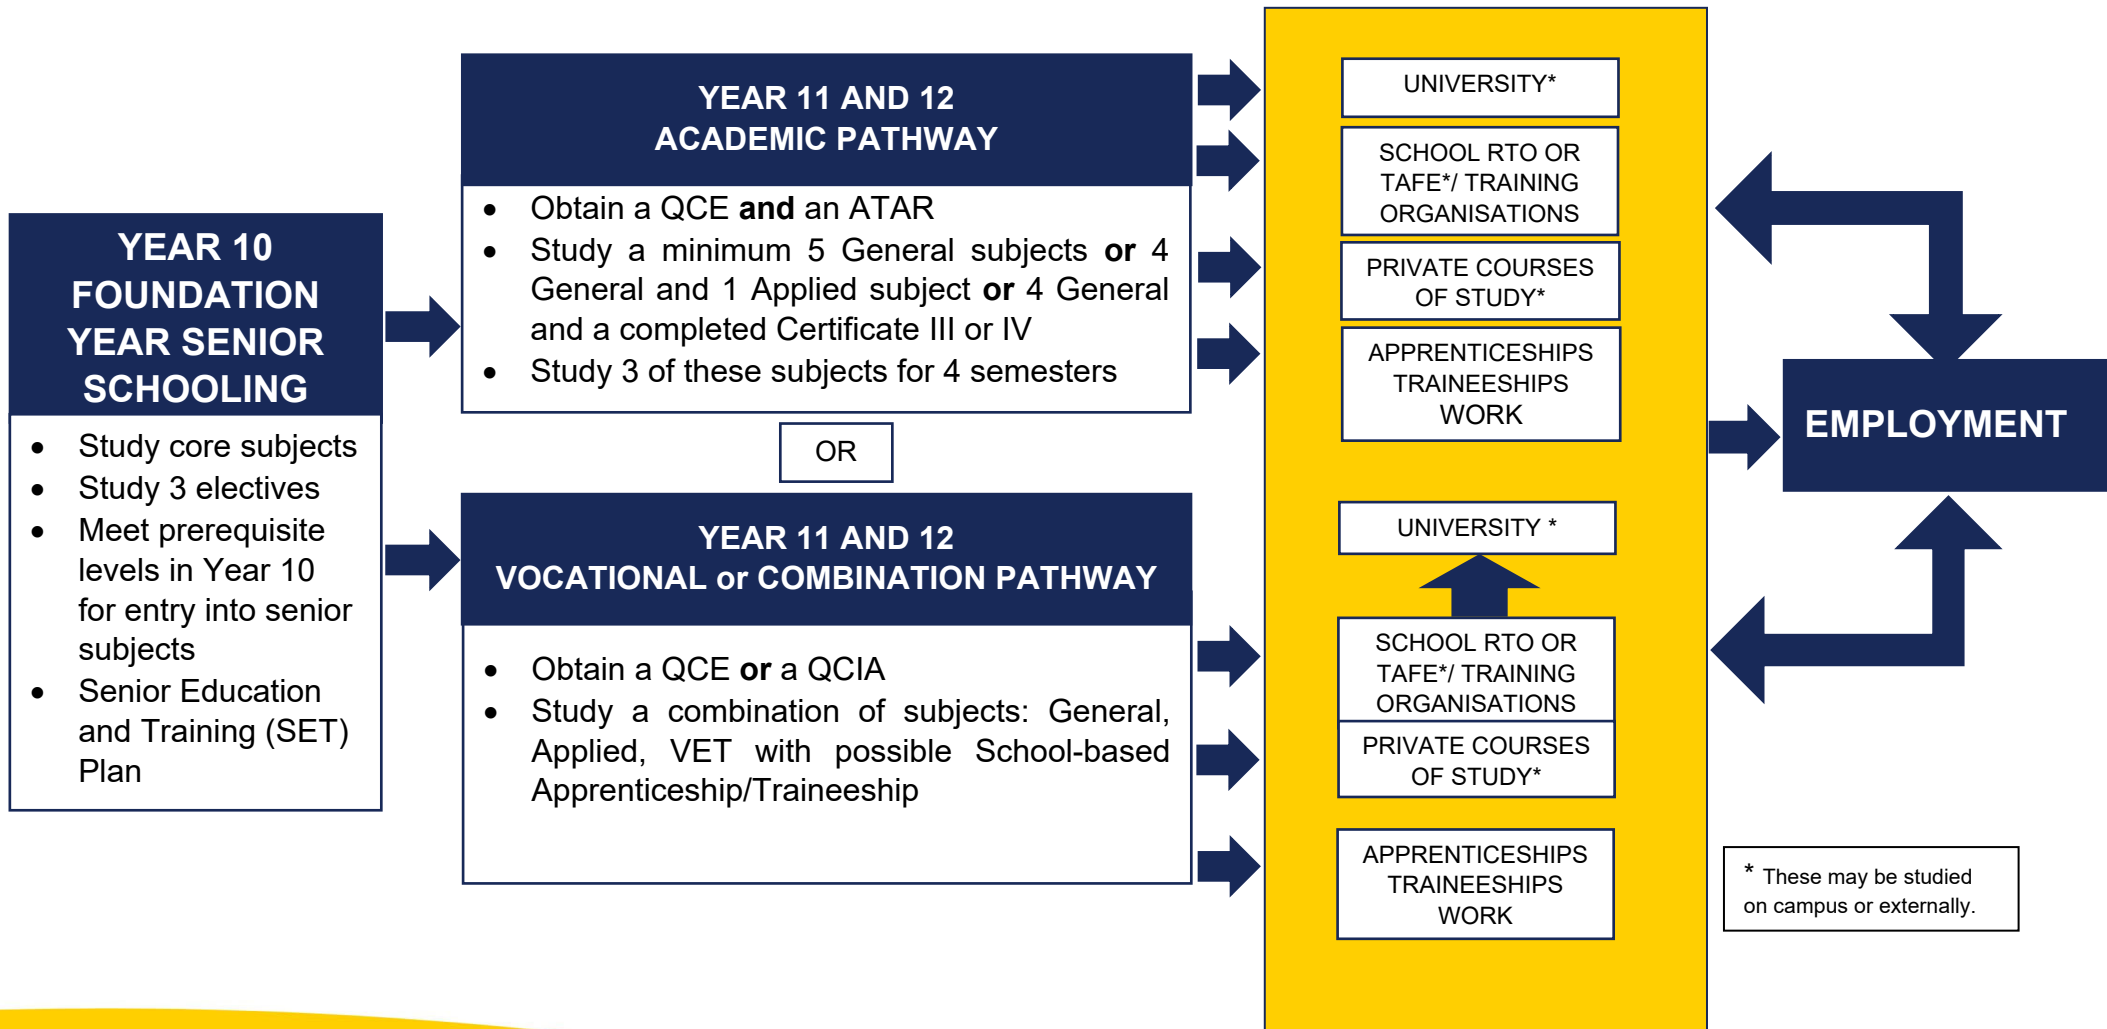 YEAR 10
FOUNDATION
YEAR SENIOR
SCHOOLING
• Study core subjects
• Study 3 electives
• Meet prerequisite
levels in Year 10
for entry into senior
subjects
• Senior Education
and Training (SET)
Plan
YEAR 11 AND 12
ACADEMIC PATHWAY
• Obtain a QCE and an ATAR
• Study a minimum 5 General subjects or 4
General and 1 Applied subject or 4 General
and a completed Certificate III or IV
• Study 3 of these subjects for 4 semesters
OR
YEAR 11 AND 12
VOCATIONAL or COMBINATION PATHWAY
• Obtain a QCE or a QCIA
• Study a combination of subjects: General,
Applied, VET with possible School-based
Apprenticeship/Traineeship
UNIVERSITY*
SCHOOL RTO OR
TAFE*/ TRAINING
ORGANISATIONS
PRIVATE COURSES
OF STUDY*
APPRENTICESHIPS
TRAINEESHIPS
WORK
UNIVERSITY *
SCHOOL RTO OR
TAFE*/ TRAINING
ORGANISATIONS
PRIVATE COURSES
OF STUDY*
APPRENTICESHIPS
TRAINEESHIPS
WORK
EMPLOYMENT
* These may be studied
on campus or externally.